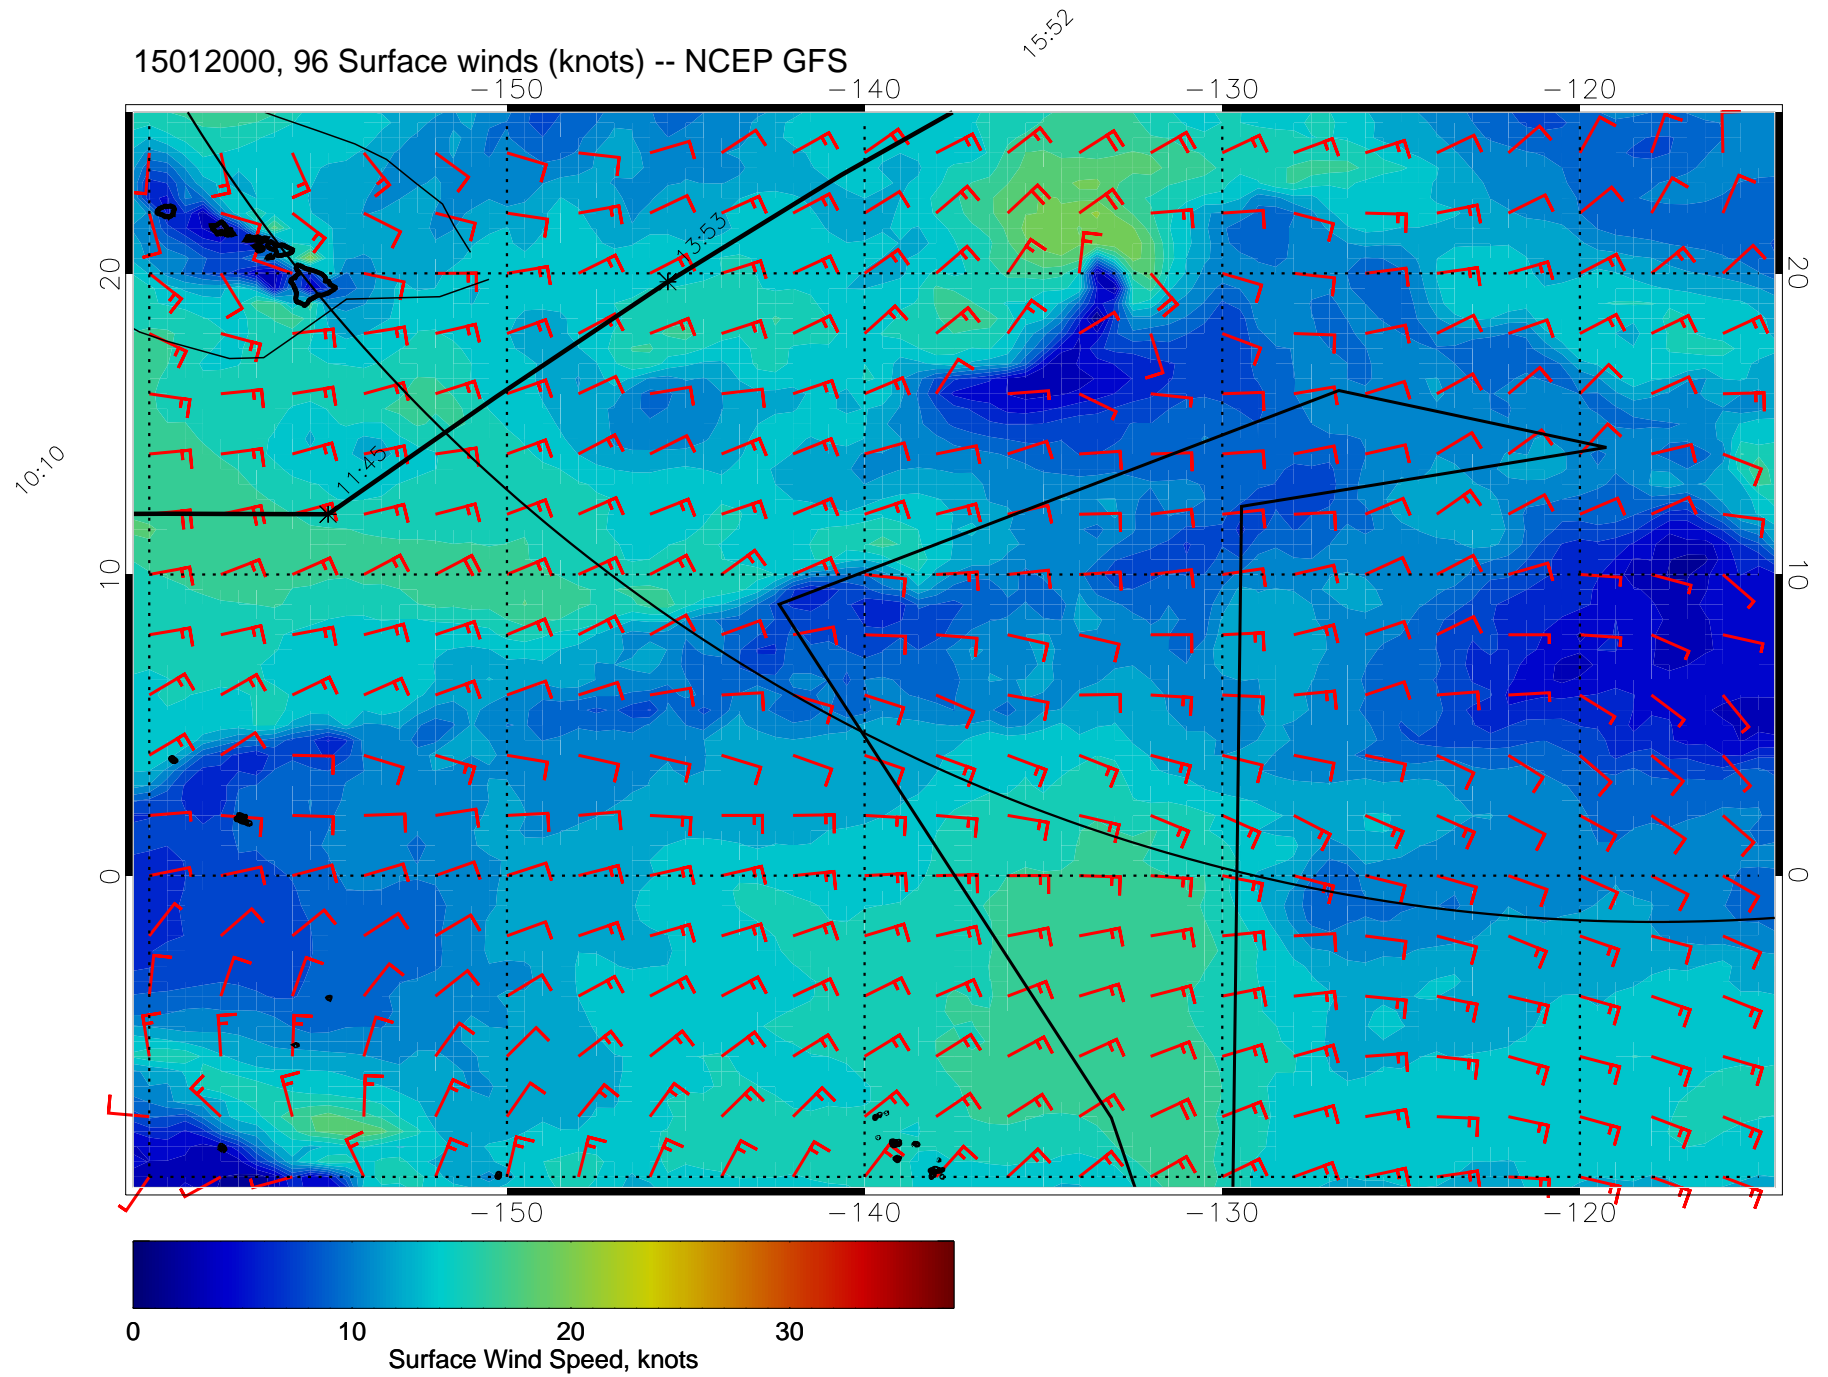 15:52
15012000, 96 Surface winds (knots) -- NCEP GFS
-150 -140 -130 -120
13:53
20 20
11:45
10:10
10 10
0 0
-150 -140 -130 -120
0 10 20 30
Surface Wind Speed, knots